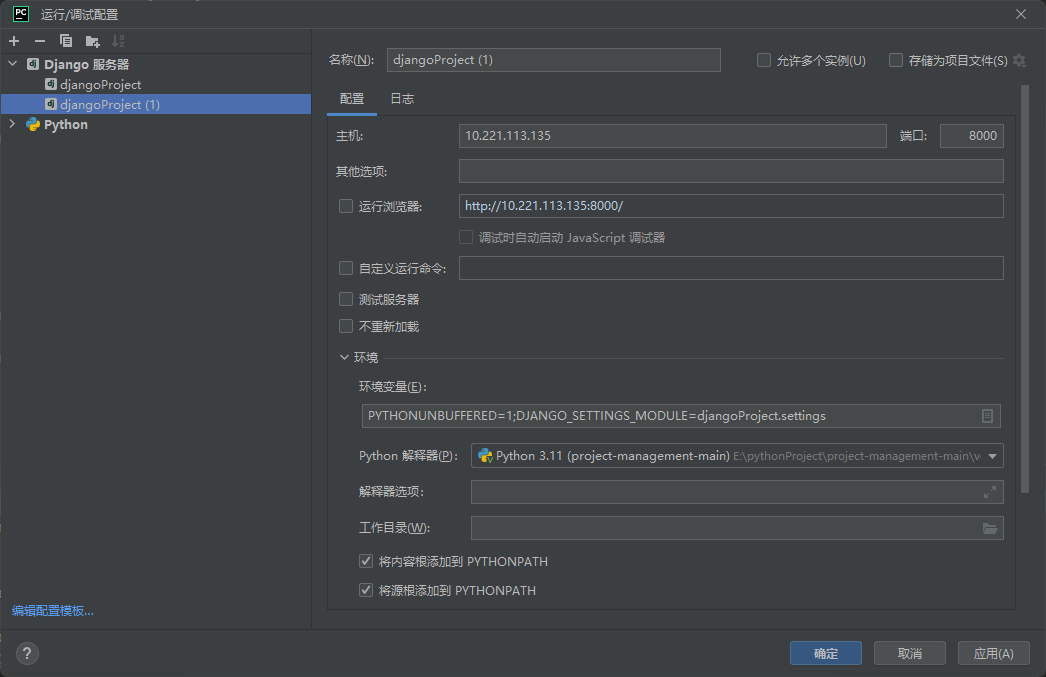 PC 运行/调试配置
Django 服务器
djangoProject
djangoProject (1)
Python
编辑配置模板...
名称(N): djangoProject (1) 允许多个实例(U) 存储为项目文件(S)
配置 日志
主机: 10.221.113.135 端口: 8000
其他选项:
运行浏览器: http://10.221.113.135:8000/
调试时自动启动 JavaScript 调试器
自定义运行命令:
测试服务器
不重新加载
环境
环境变量(E):
PYTHONUNBUFFERED=1;DJANGO_SETTINGS_MODULE=djangoProject.settings
Python 解释器(P): Python 3.11 (project-management-main) E:\pythonProject\project-management-main\v
解释器选项:
工作目录(W):
将内容根添加到 PYTHONPATH
将源根添加到 PYTHONPATH
? 确定 取消 应用(A)